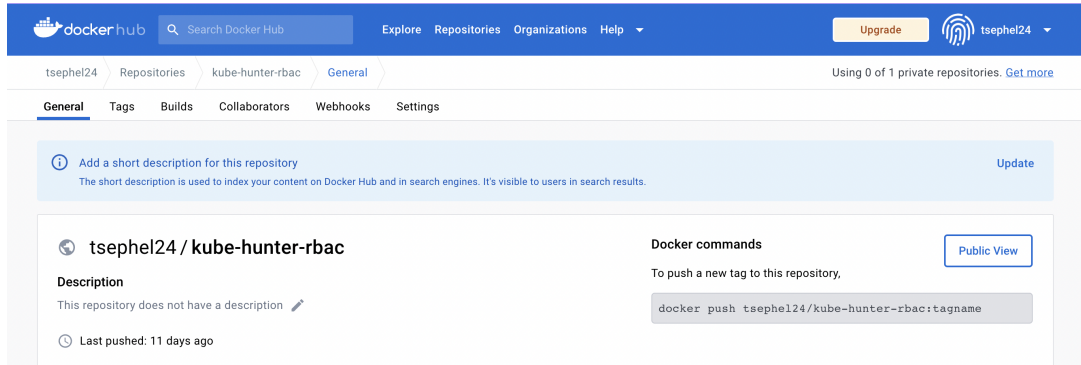 dockerhub Search Docker Hub Explore Repositories Organizations Help Upgrade tsephel24
tsephel24 Repositories kube-hunter-rbac General Using 0 of 1 private repositories. Get more
General Tags Builds Collaborators Webhooks Settings
Add a short description for this repository Update
The short description is used to index your content on Docker Hub and in search engines. It's visible to users in search results.
tsephel24 / kube-hunter-rbac
Description
This repository does not have a description
Last pushed: 11 days ago
Docker commands
Public View
To push a new tag to this repository,
docker push tsephel24/kube-hunter-rbac:tagname